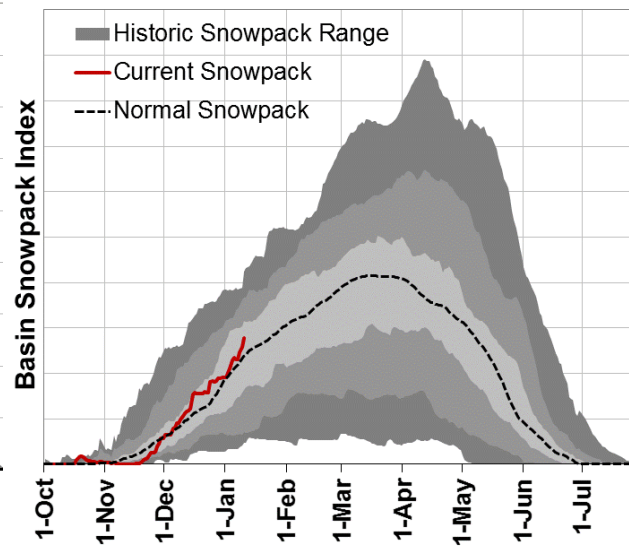 Historic Snowpack Range
Current Snowpack
Normal Snowpack
Basin Snowpack Index
1-Oct
1-Nov
1-Dec
1-Jan
1-Feb
1-Mar
1-Apr
1-May
1-Jun
1-Jul